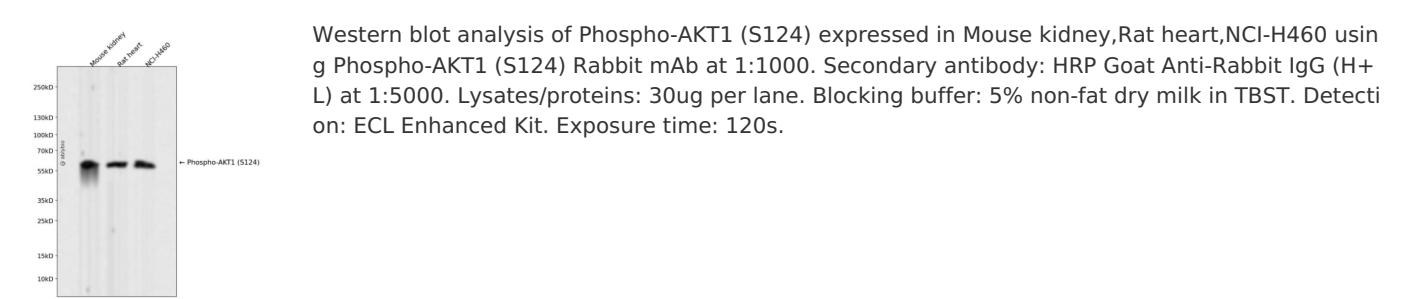 Mouse kidney
Rat heart
NCI-H460
250kD
130kD
100kD
70kD
55kD
35kD
25kD
15kD
10kD
← Phospho-AKT1 (S124)
Western blot analysis of Phospho-AKT1 (S124) expressed in Mouse kidney,Rat heart,NCI-H460 usin
g Phospho-AKT1 (S124) Rabbit mAb at 1:1000. Secondary antibody: HRP Goat Anti-Rabbit IgG (H+
L) at 1:5000. Lysates/proteins: 30ug per lane. Blocking buffer: 5% non-fat dry milk in TBST. Detecti
on: ECL Enhanced Kit. Exposure time: 120s.